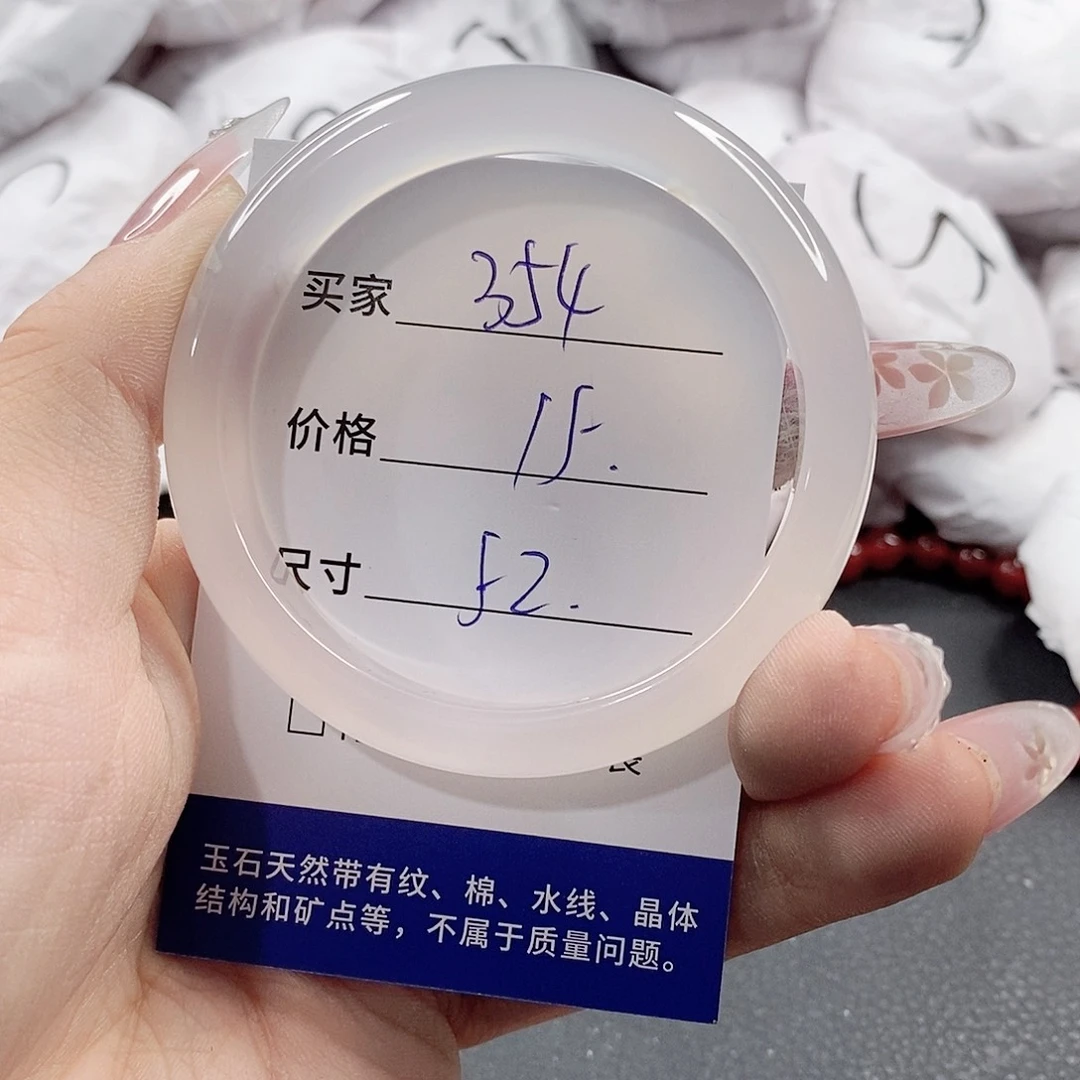 买家 354
价格 15.
尺寸 52.
玉石天然带有纹、棉、水线、晶体
结构和矿点等，不属于质量问题。